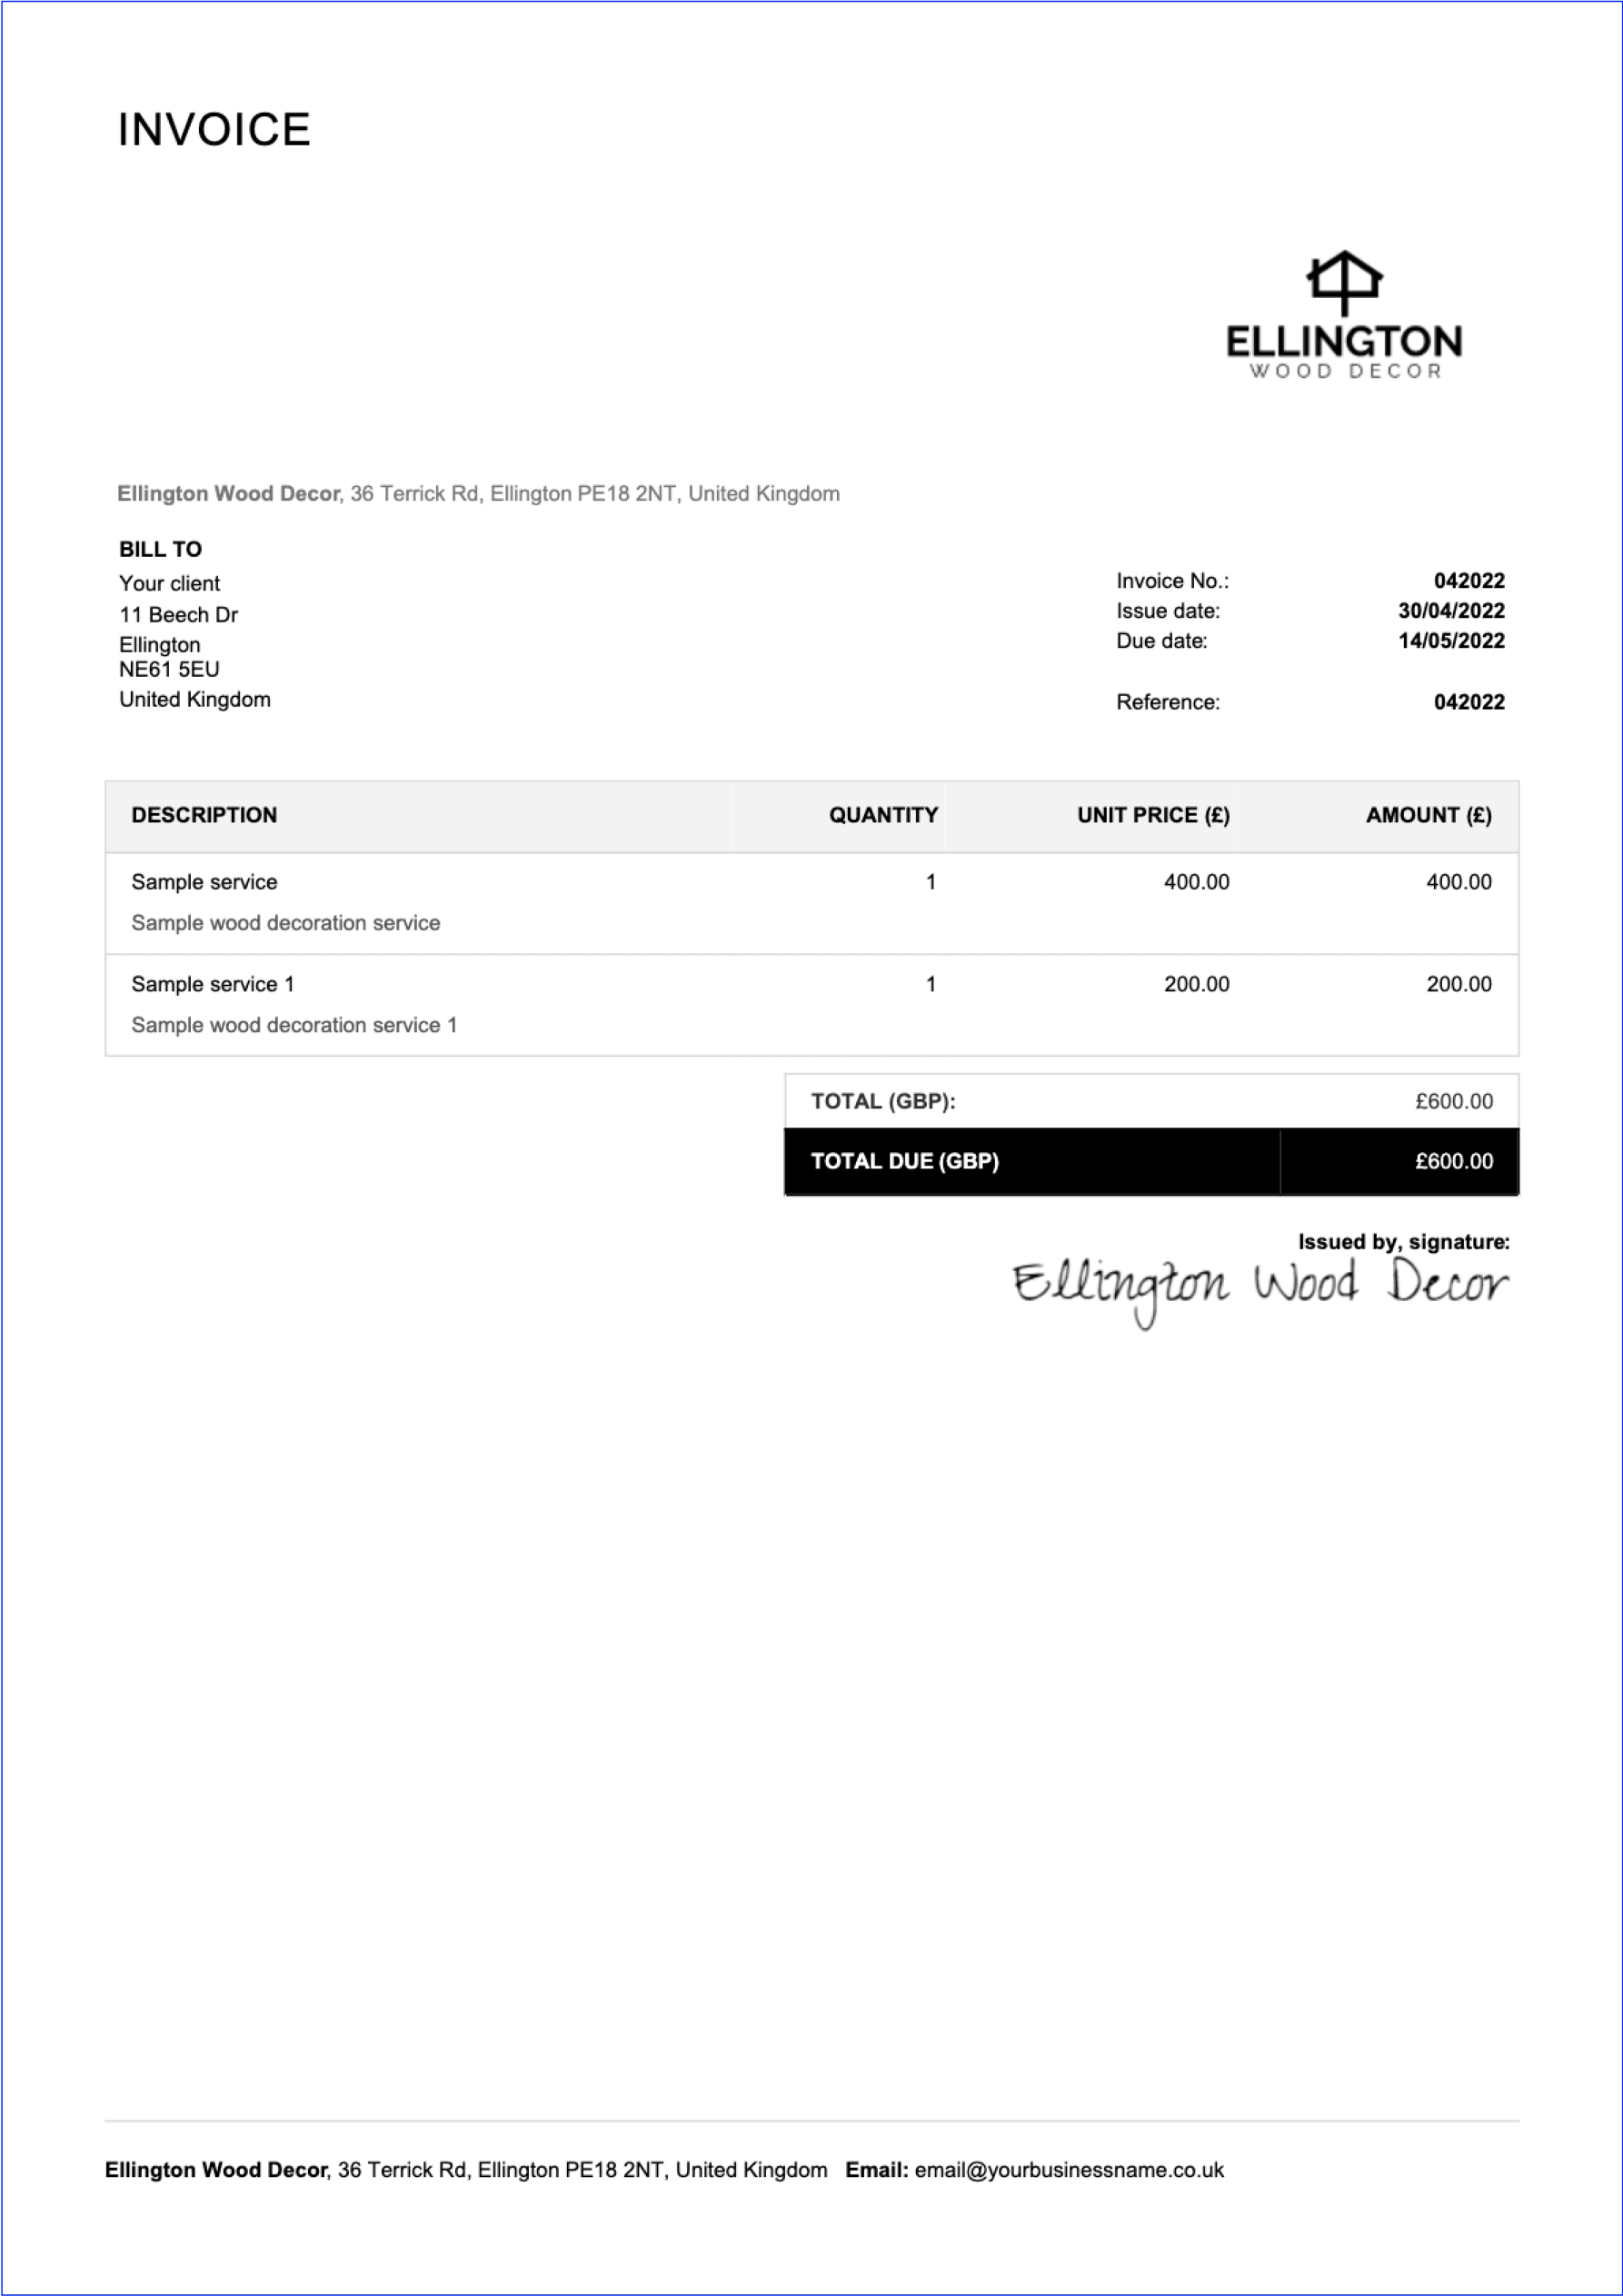 INVOICE
ELLINGTON
WOOD DECOR
Ellington Wood Decor, 36 Terrick Rd, Ellington PE18 2NT, United Kingdom
BILL TO
Your client
11 Beech Dr
Ellington
NE61 5EU
United Kingdom
Invoice No.: 042022
Issue date: 30/04/2022
Due date: 14/05/2022
Reference: 042022
DESCRIPTION QUANTITY UNIT PRICE (£) AMOUNT (£)
Sample service 1 400.00 400.00
Sample wood decoration service
Sample service 1 1 200.00 200.00
Sample wood decoration service 1
TOTAL (GBP): £600.00
TOTAL DUE (GBP) £600.00
Issued by, signature:
Ellington Wood Decor
Ellington Wood Decor, 36 Terrick Rd, Ellington PE18 2NT, United Kingdom Email: email@yourbusinessname.co.uk